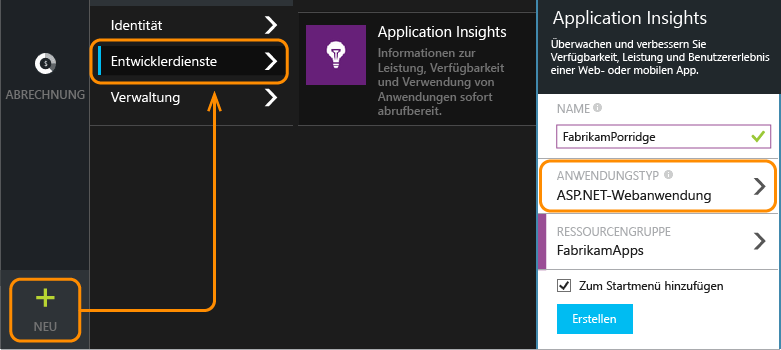 ABRECHNUNG
NEU
Identität
Entwicklerdienste
Verwaltung
Application Insights
Informationen zur
Leistung, Verfügbarkeit
und Verwendung von
Anwendungen sofort
abrufbereit.
Application Insights
Überwachen und verbessern Sie
Verfügbarkeit, Leistung und Benutzererlebnis
einer Web- oder mobilen App.
NAME
FabrikamPorridge
ANWENDUNGSTYP
ASP.NET-Webanwendung
RESSOURCENGRUPPE
FabrikamApps
Zum Startmenü hinzufügen
Erstellen